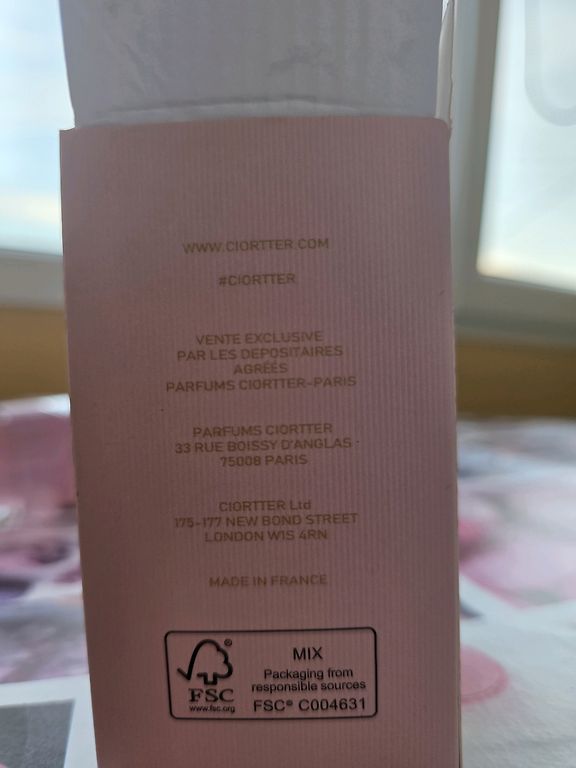 WWW.CIORTTER.COM
#CIORTTER
VENTE EXCLUSIVE
PAR LES DEPOSITAIRES
AGRÉÉS
PARFUMS CIORTTER-PARIS
PARFUMS CIORTTER
33 RUE BOISSY D'ANGLAS
75008 PARIS
CIORTTER Ltd
175-177 NEW BOND STREET
LONDON W1S 4RN
MADE IN FRANCE
FSC
www.fsc.org
MIX
Packaging from
responsible sources
FSC® C004631